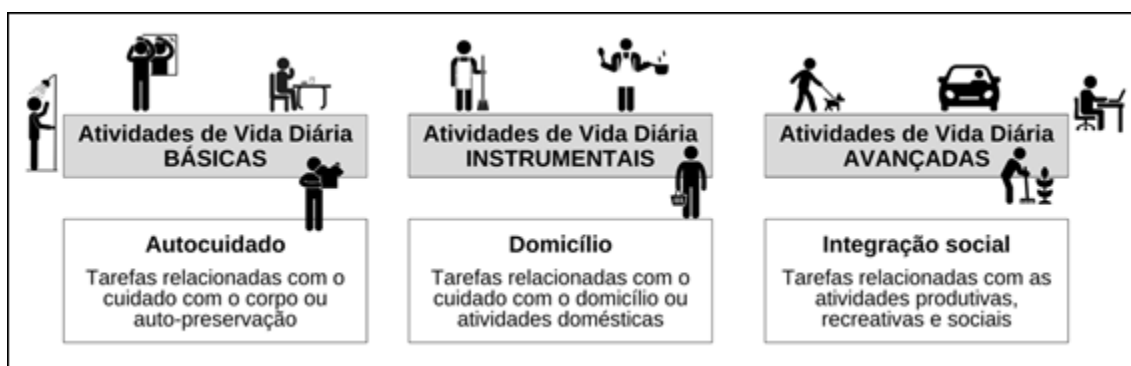 Atividades de Vida Diária
BÁSICAS
Atividades de Vida Diária
INSTRUMENTAIS
Atividades de Vida Diária
AVANÇADAS
Autocuidado
Tarefas relacionadas com o
cuidado com o corpo ou
auto-preservação
Domicílio
Tarefas relacionadas com o
cuidado com o domicílio ou
atividades domésticas
Integração social
Tarefas relacionadas com as
atividades produtivas,
recreativas e sociais